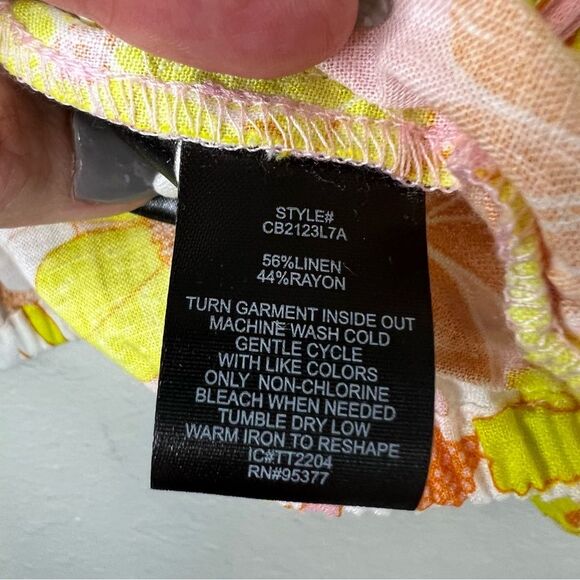 STYLE#
CB2123L7A
56%LINEN
44%RAYON
TURN GARMENT INSIDE OUT
MACHINE WASH COLD
GENTLE CYCLE
WITH LIKE COLORS
ONLY NON-CHLORINE
BLEACH WHEN NEEDED
TUMBLE DRY LOW
WARM IRON TO RESHAPE
IC#TT2204
RN#95377